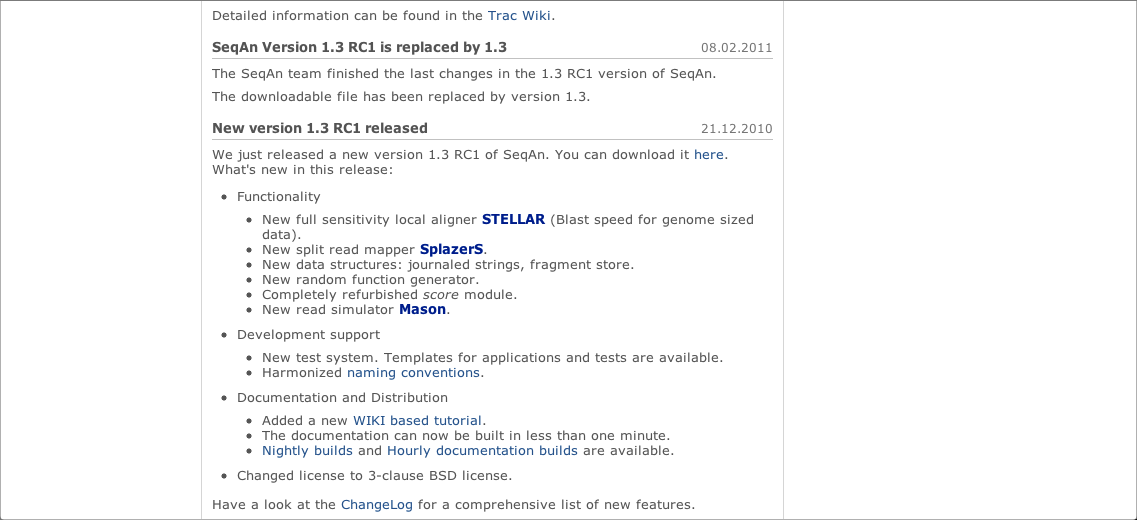 Detailed information can be found in the Trac Wiki.
SeqAn Version 1.3 RC1 is replaced by 1.3 08.02.2011
The SeqAn team finished the last changes in the 1.3 RC1 version of SeqAn.
The downloadable file has been replaced by version 1.3.
New version 1.3 RC1 released 21.12.2010
We just released a new version 1.3 RC1 of SeqAn. You can download it here.
What's new in this release:
• Functionality
• New full sensitivity local aligner STELLAR (Blast speed for genome sized
data).
• New split read mapper SplazerS.
• New data structures: journaled strings, fragment store.
• New random function generator.
• Completely refurbished score module.
• New read simulator Mason.
• Development support
• New test system. Templates for applications and tests are available.
• Harmonized naming conventions.
• Documentation and Distribution
• Added a new WIKI based tutorial.
• The documentation can now be built in less than one minute.
• Nightly builds and Hourly documentation builds are available.
• Changed license to 3-clause BSD license.
Have a look at the ChangeLog for a comprehensive list of new features.